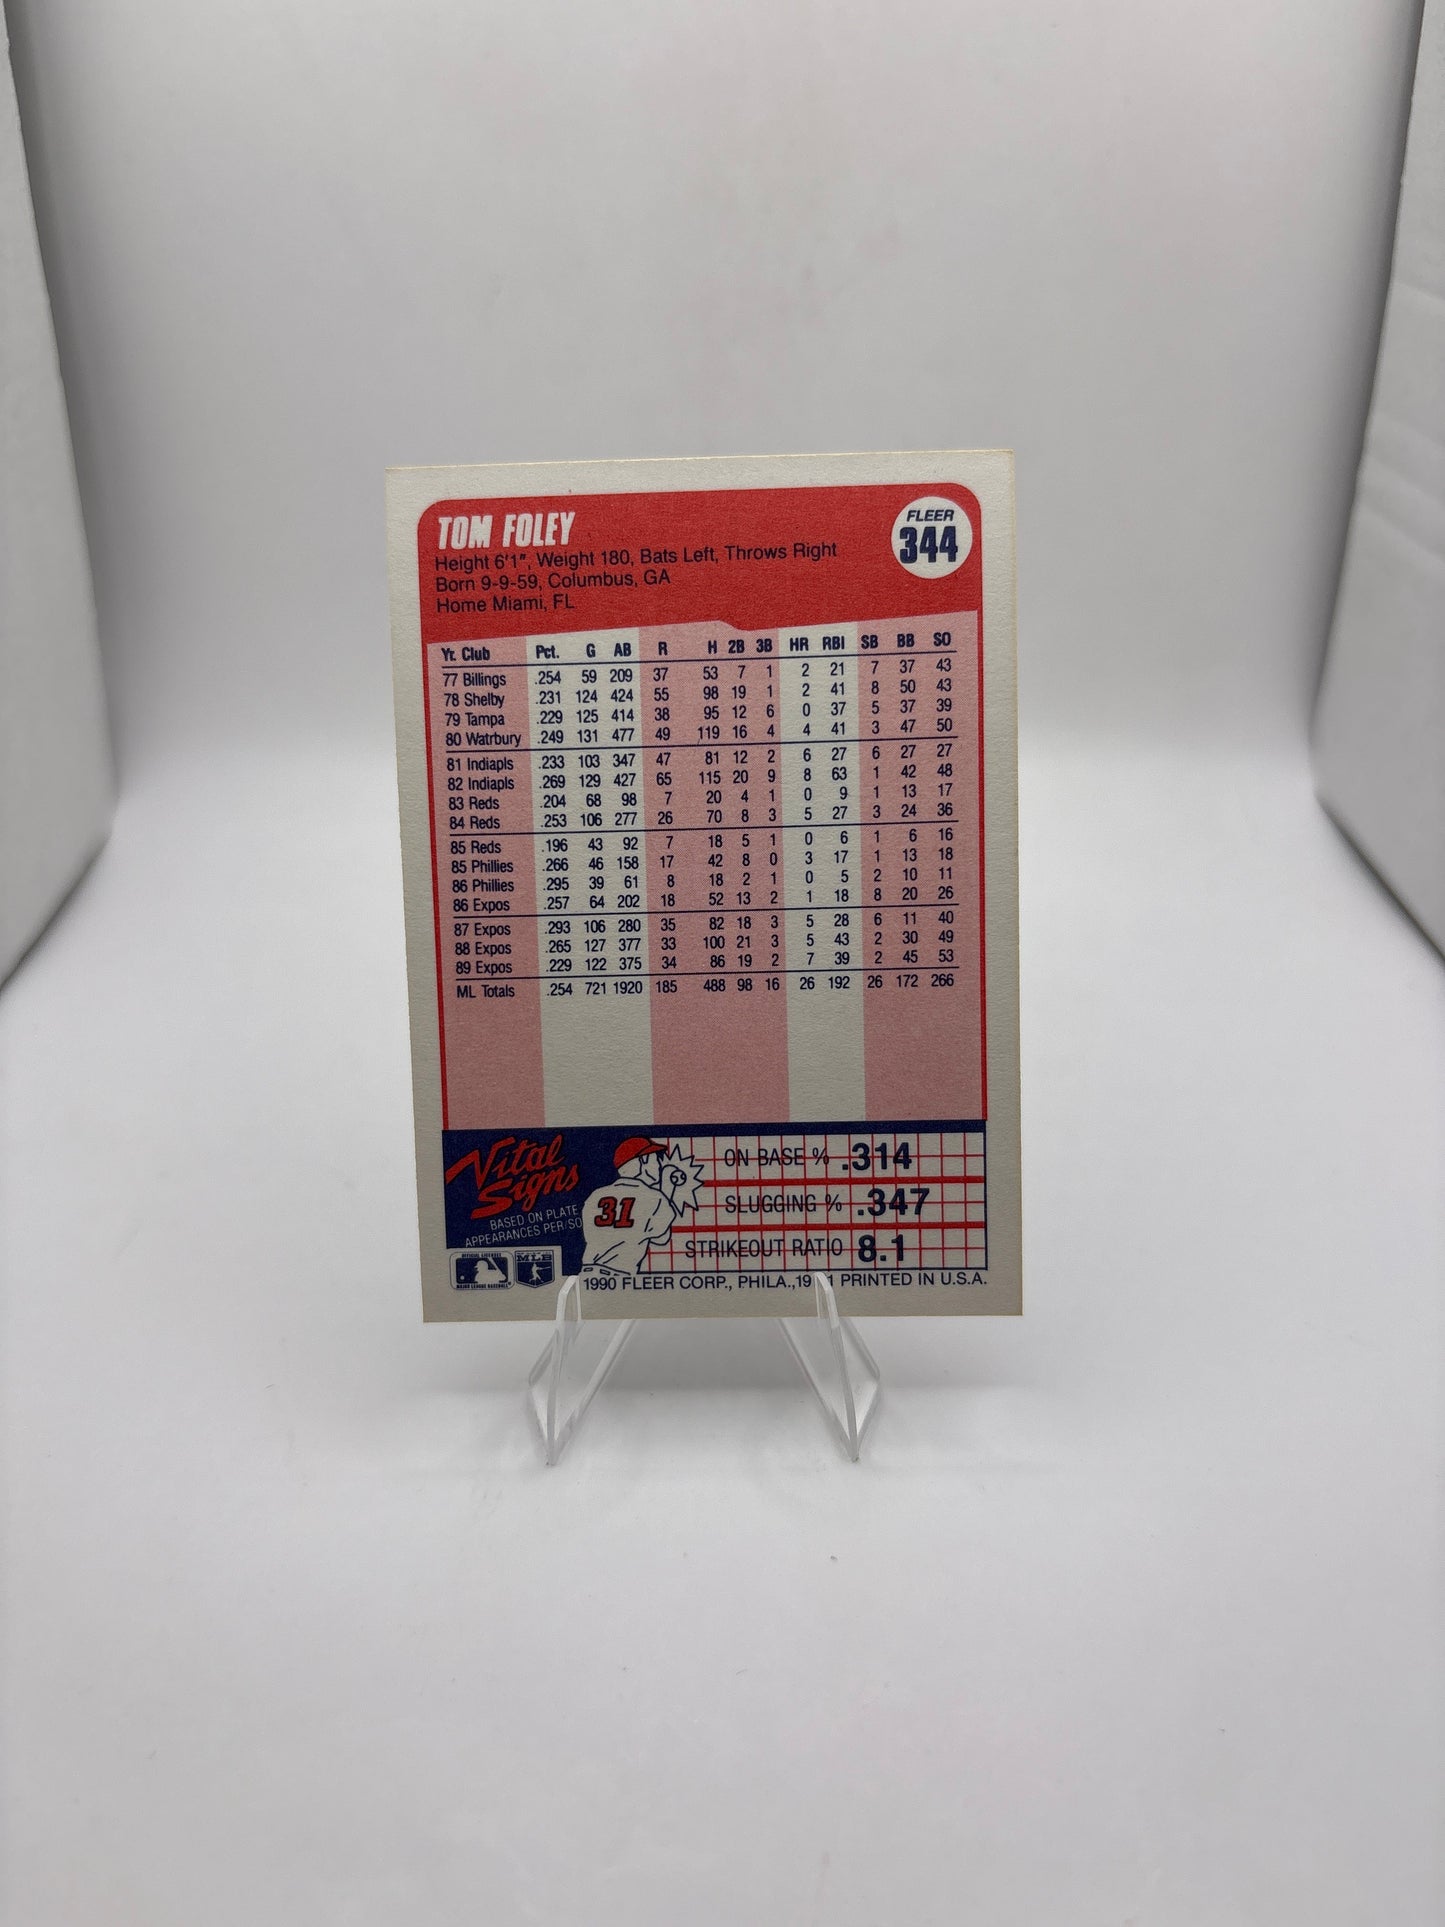 TOM FOLEY
FLEER
344
Height 6'1", Weight 180, Bats Left, Throws Right
Born 9-9-59, Columbus, GA
Home Miami, FL
Yr. Club Pct. G AB R H 2B 3B HR RBI SB BB SO
77 Billings .254 59 209 37 53 7 1 2 21 7 37 43
78 Shelby .231 124 424 55 98 19 1 2 41 8 50 43
79 Tampa .229 125 414 38 95 12 6 0 37 5 37 39
80 Watrbury .249 131 477 49 119 16 4 4 41 3 47 50
81 Indiapls .233 103 347 47 81 12 2 6 27 6 27 27
82 Indiapls .269 129 427 65 115 20 9 8 63 1 42 48
83 Reds .204 68 98 7 20 4 1 0 9 1 13 17
84 Reds .253 106 277 26 70 8 3 5 27 3 24 36
85 Reds .196 43 92 7 18 5 1 0 6 1 6 16
85 Phillies .266 46 158 17 42 8 0 3 17 1 13 18
86 Phillies .295 39 61 8 18 2 1 0 5 2 10 11
86 Expos .257 64 202 18 52 13 2 1 18 8 20 26
87 Expos .293 106 280 35 82 18 3 5 28 6 11 40
88 Expos .265 127 377 33 100 21 3 5 43 2 30 49
89 Expos .229 122 375 34 86 19 2 7 39 2 45 53
ML Totals .254 721 1920 185 488 98 16 26 192 26 172 266
Vital Signs
BASED ON PLATE
APPEARANCES PER/SO
31
ON BASE % .314
SLUGGING % .347
STRIKEOUT RATIO 8.1
OFFICIAL LICENSEE
MAJOR LEAGUE BASEBALL
MLB
1990 FLEER CORP., PHILA., PRINTED IN U.S.A.